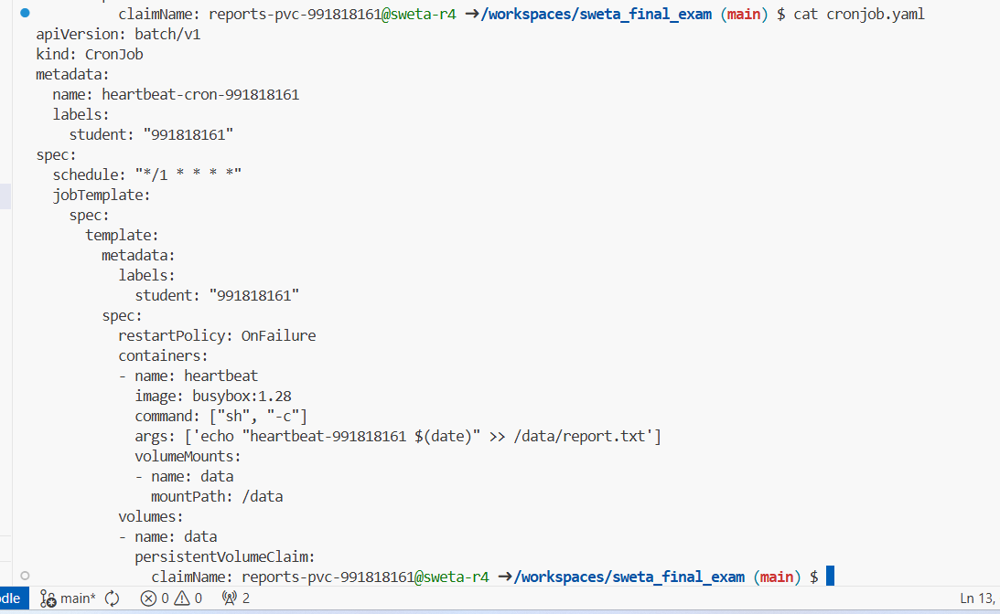 claimName: reports-pvc-991818161@sweta-r4 ➜/workspaces/sweta_final_exam (main) $ cat cronjob.yaml
apiVersion: batch/v1
kind: CronJob
metadata:
  name: heartbeat-cron-991818161
  labels:
    student: "991818161"
spec:
  schedule: "*/1 * * * *"
  jobTemplate:
    spec:
      template:
        metadata:
          labels:
            student: "991818161"
        spec:
          restartPolicy: OnFailure
          containers:
          - name: heartbeat
            image: busybox:1.28
            command: ["sh", "-c"]
            args: ['echo "heartbeat-991818161 $(date)" >> /data/report.txt']
            volumeMounts:
            - name: data
              mountPath: /data
          volumes:
          - name: data
            persistentVolumeClaim:
              claimName: reports-pvc-991818161@sweta-r4 ➜/workspaces/sweta_final_exam (main) $
dle main* 0 0 2 Ln 13,